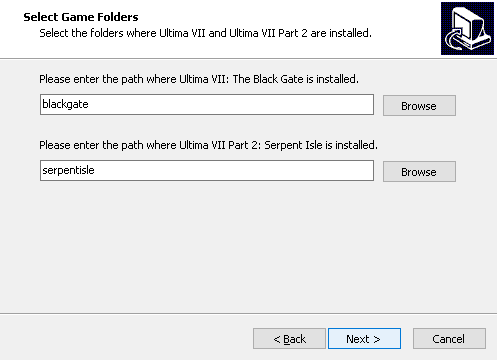 Select Game Folders
Select the folders where Ultima VII and Ultima VII Part 2 are installed.
Please enter the path where Ultima VII: The Black Gate is installed.
blackgate
Browse
Please enter the path where Ultima VII Part 2: Serpent Isle is installed.
serpentisle
Browse
< Back
Next >
Cancel